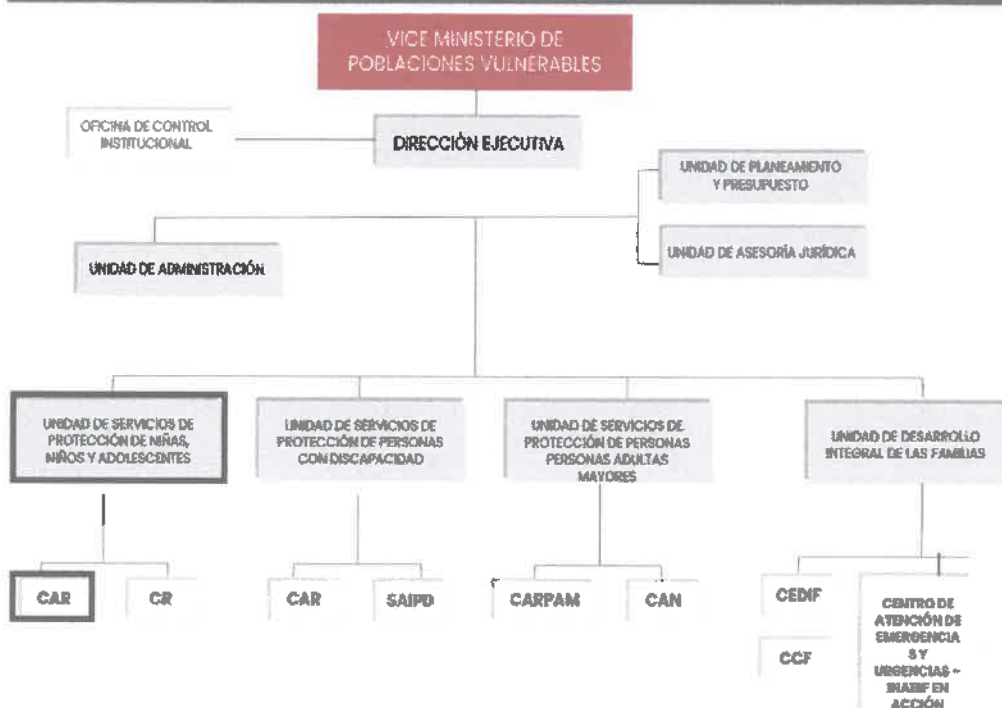 VICE MINISTERIO DE
POBLACIONES VULNERABLES
OFICINA DE CONTROL
INSTITUCIONAL
DIRECCIÓN EJECUTIVA
UNIDAD DE PLANEAMIENTO
Y PRESUPUESTO
UNIDAD DE ADMINISTRACIÓN
UNIDAD DE ASESORÍA JURÍDICA
UNIDAD DE SERVICIOS DE
PROTECCIÓN DE NIÑAS,
NIÑOS Y ADOLESCENTES
UNIDAD DE SERVICIOS DE
PROTECCIÓN DE PERSONAS
CON DISCAPACIDAD
UNIDAD DE SERVICIOS DE
PROTECCIÓN DE PERSONAS
PERSONAS ADULTAS
MAYORES
UNIDAD DE DESARROLLO
INTEGRAL DE LAS FAMILIAS
CAR
CR
CAR
SAIPD
CARPAM
CAN
CEDIF
CCF
CENTRO DE
ATENCIÓN DE
EMERGENCIA
S Y
URGENCIAS –
INABIF EN
ACCIÓN